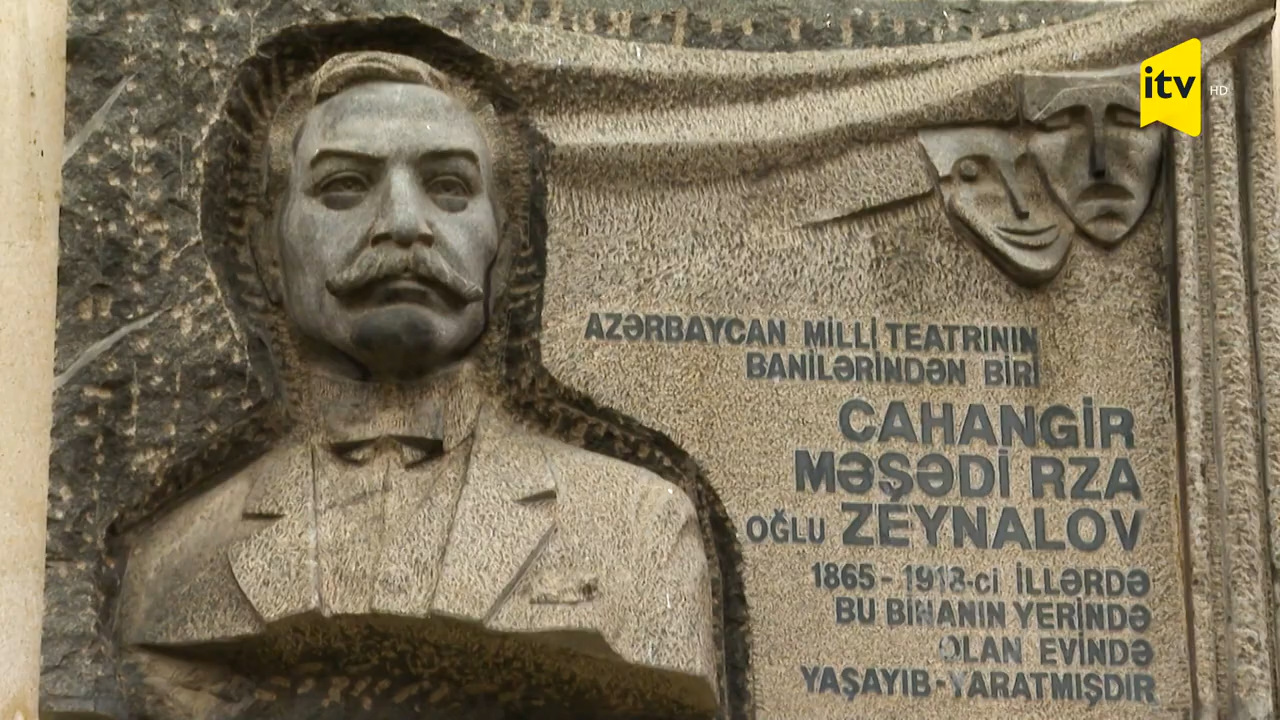 itv HD
AZƏRBAYCAN MİLLİ TEATRININ
BANİLƏRİNDƏN BİRİ
CAHANGİR
MƏŞƏDİ RZA
OĞLU ZEYNALOV
1865-1918-ci İLLƏRDƏ
BU BİNANIN YERİNDƏ
OLAN EVİNDƏ
YAŞAYIB-YARATMIŞDIR